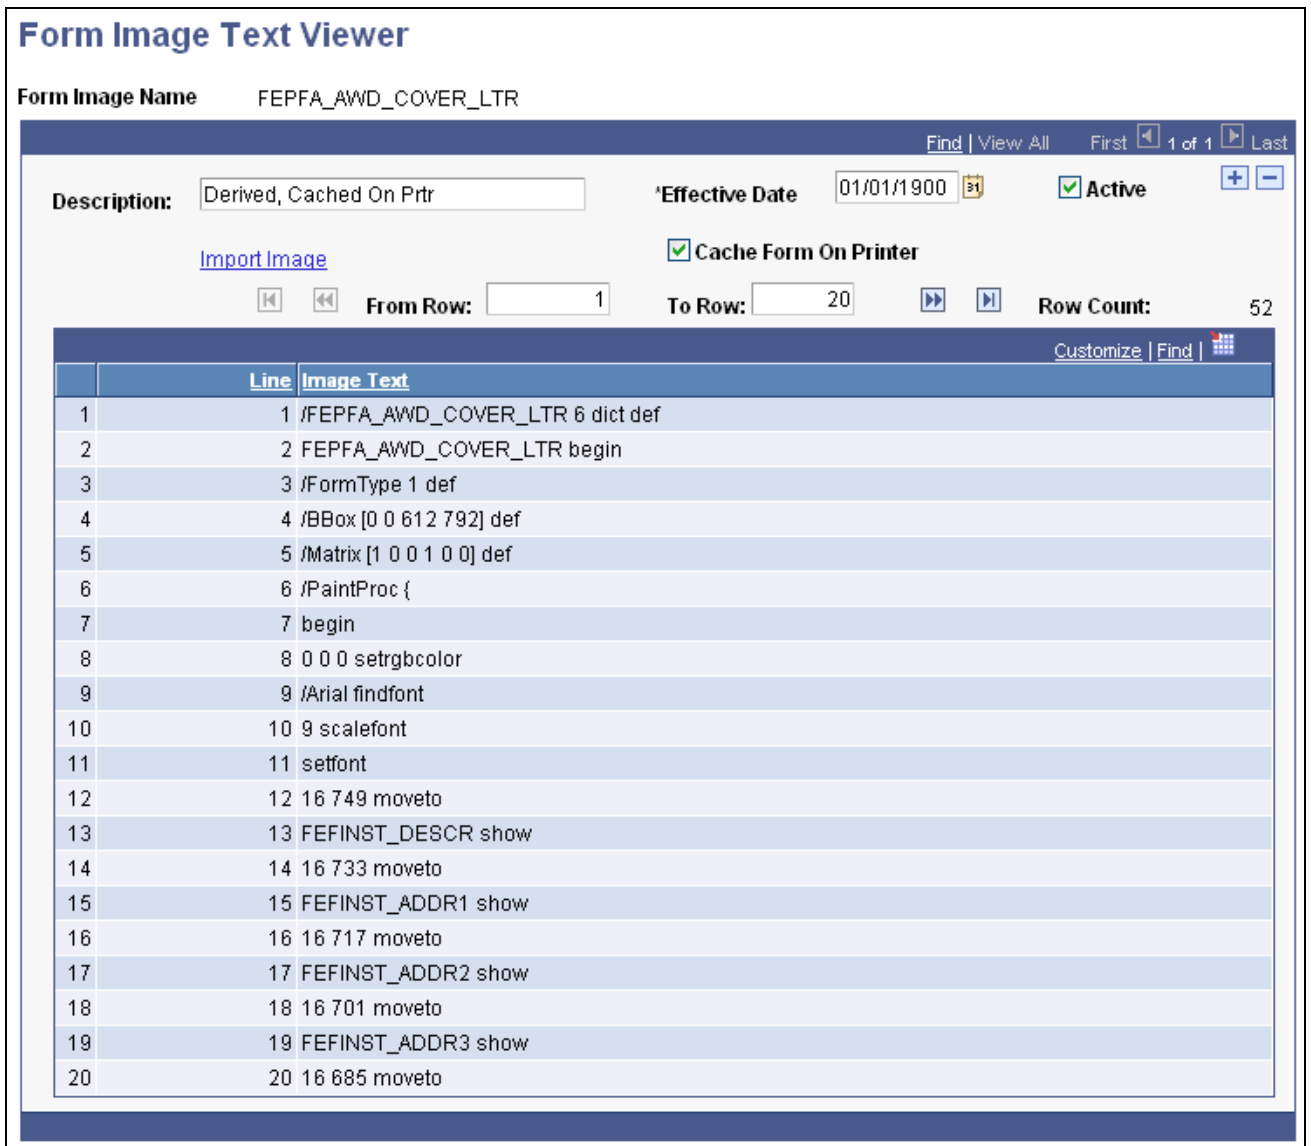 Form Image Text Viewer
Form Image Name FEPFA_AWD_COVER_LTR
Find | View All First 1 of 1 Last
Description: Derived, Cached On Prtr *Effective Date 01/01/1900 31 Active
Import Image Cache Form On Printer
From Row: 1 To Row: 20 Row Count: 52
Customize | Find |
Line Image Text
1 1 /FEPFA_AWD_COVER_LTR 6 dict def
2 2 FEPFA_AWD_COVER_LTR begin
3 3 /FormType 1 def
4 4 /BBox [0 0 612 792] def
5 5 /Matrix [1 0 0 1 0 0] def
6 6 /PaintProc {
7 7 begin
8 8 0 0 0 setrgbcolor
9 9 /Arial findfont
10 10 9 scalefont
11 11 setfont
12 12 16 749 moveto
13 13 FEFINST_DESCR show
14 14 16 733 moveto
15 15 FEFINST_ADDR1 show
16 16 16 717 moveto
17 17 FEFINST_ADDR2 show
18 18 16 701 moveto
19 19 FEFINST_ADDR3 show
20 20 16 685 moveto